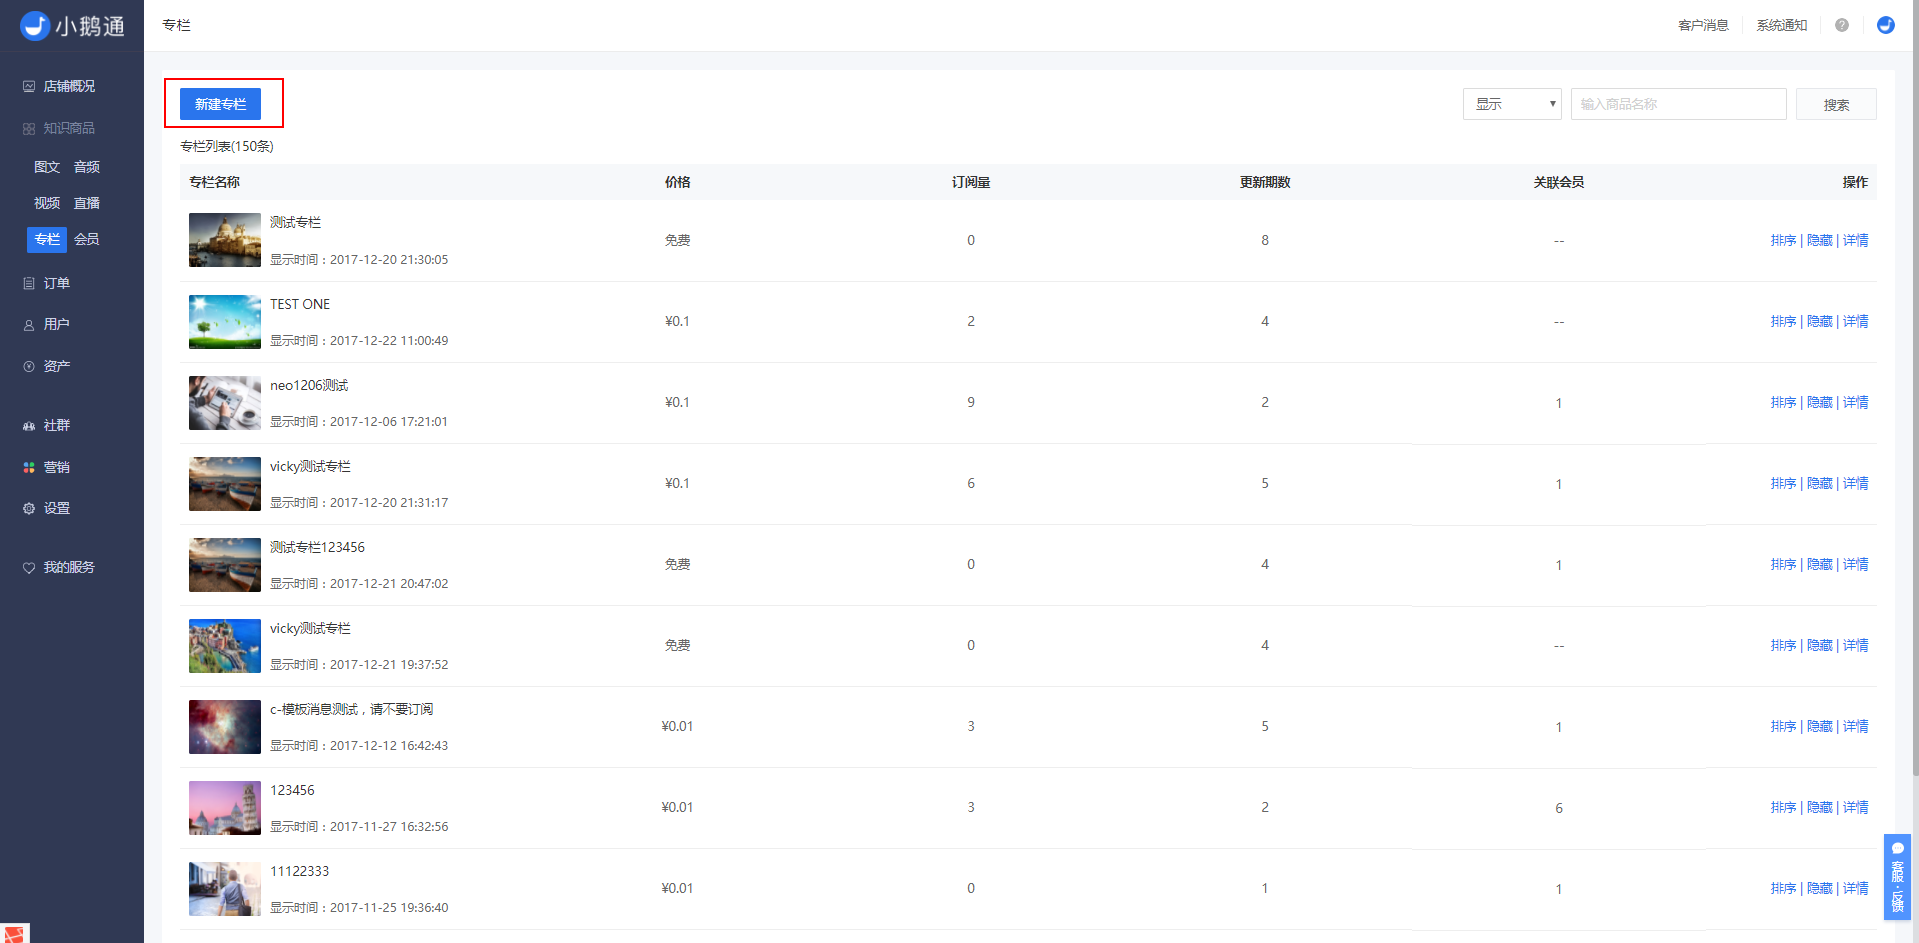 小鹅通
专栏
客户消息
系统通知
?
店铺概况
知识商品
图文 音频
视频 直播
专栏 会员
订单
用户
资产
社群
营销
设置
我的服务
新建专栏
显示
输入商品名称
搜索
专栏列表(150条)
专栏名称 价格 订阅量 更新期数 关联会员 操作
测试专栏
显示时间：2017-12-20 21:30:05
免费 0 8 -- 排序 | 隐藏 | 详情
TEST ONE
显示时间：2017-12-22 11:00:49
¥0.1 2 4 -- 排序 | 隐藏 | 详情
neo1206测试
显示时间：2017-12-06 17:21:01
¥0.1 9 2 1 排序 | 隐藏 | 详情
vicky测试专栏
显示时间：2017-12-20 21:31:17
¥0.1 6 5 1 排序 | 隐藏 | 详情
测试专栏123456
显示时间：2017-12-21 20:47:02
免费 0 4 1 排序 | 隐藏 | 详情
vicky测试专栏
显示时间：2017-12-21 19:37:52
免费 0 4 -- 排序 | 隐藏 | 详情
c-模板消息测试，请不要订阅
显示时间：2017-12-12 16:42:43
¥0.01 3 5 1 排序 | 隐藏 | 详情
123456
显示时间：2017-11-27 16:32:56
¥0.01 3 2 6 排序 | 隐藏 | 详情
11122333
显示时间：2017-11-25 19:36:40
¥0.01 0 1 1 排序 | 隐藏 | 详情
客服·反馈